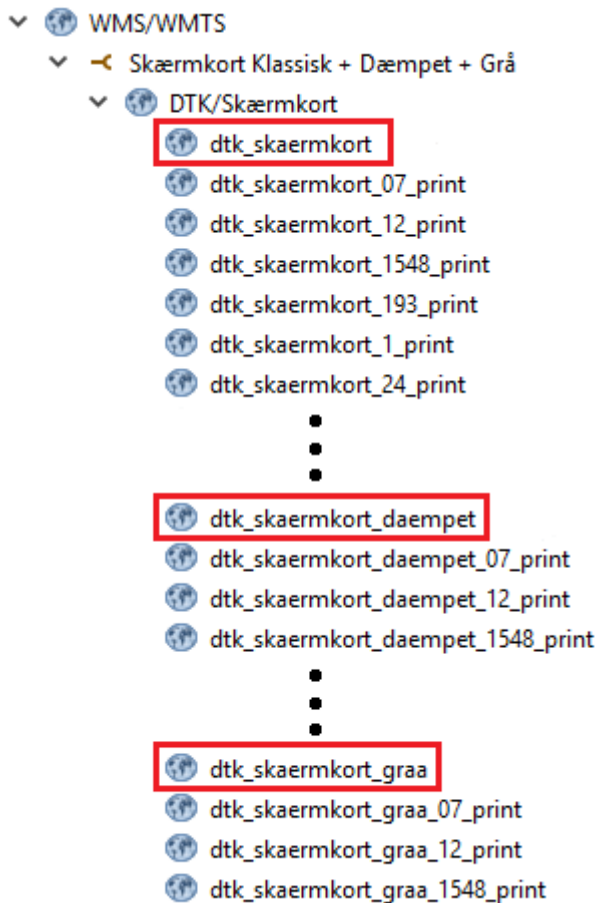 WMS/WMTS
Skærmkort Klassisk + Dæmpet + Grå
DTK/Skærmkort
dtk_skaermkort
dtk_skaermkort_07_print
dtk_skaermkort_12_print
dtk_skaermkort_1548_print
dtk_skaermkort_193_print
dtk_skaermkort_1_print
dtk_skaermkort_24_print
dtk_skaermkort_daempet
dtk_skaermkort_daempet_07_print
dtk_skaermkort_daempet_12_print
dtk_skaermkort_daempet_1548_print
dtk_skaermkort_graa
dtk_skaermkort_graa_07_print
dtk_skaermkort_graa_12_print
dtk_skaermkort_graa_1548_print